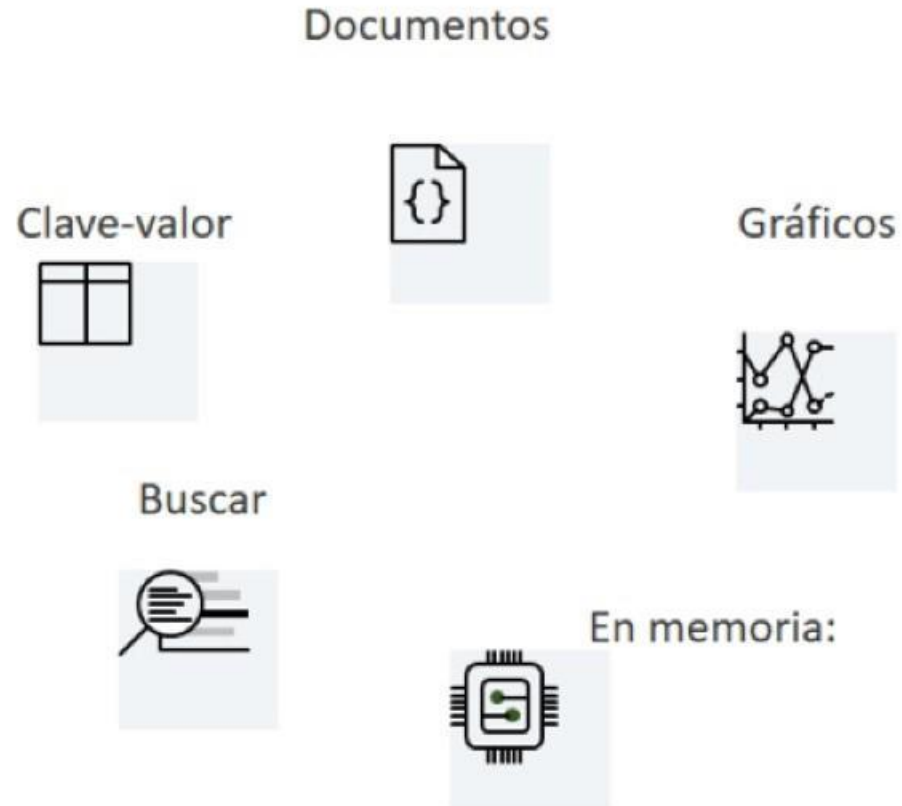 Documentos
Clave-valor
Gráficos
Buscar
En memoria: